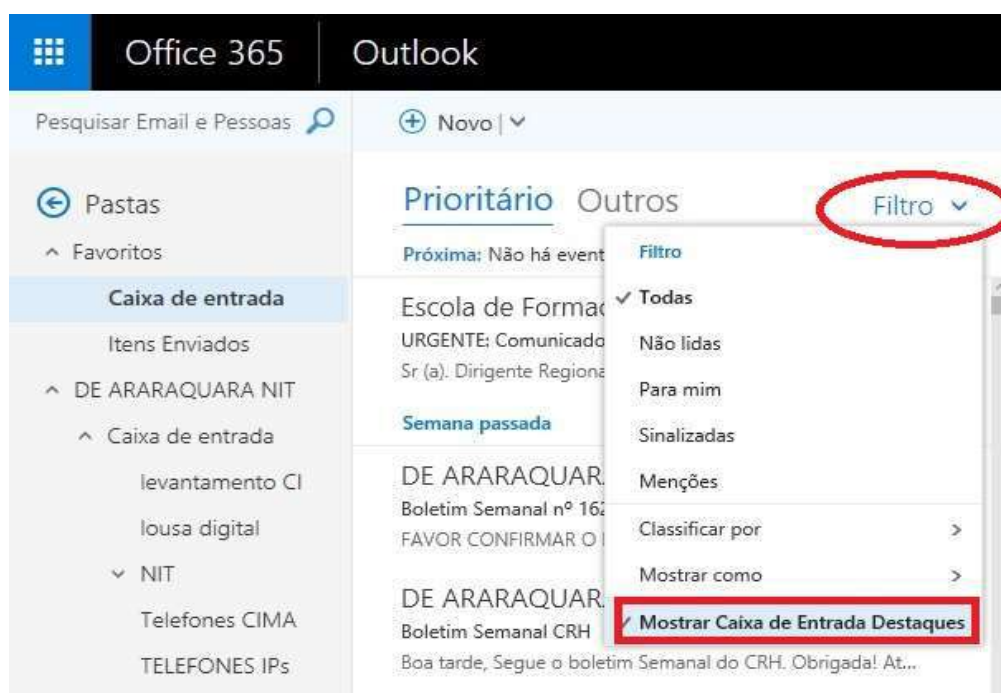 Office 365 Outlook
Pesquisar Email e Pessoas
Novo
Pastas
Favoritos
Caixa de entrada
Itens Enviados
DE ARARAQUARA NIT
Caixa de entrada
levantamento CI
lousa digital
NIT
Telefones CIMA
TELEFONES IPs
Prioritário Outros Filtro
Próxima: Não há event
Escola de Formaç
URGENTE: Comunicado
Sr (a). Dirigente Regiona
Semana passada
DE ARARAQUAR
Boletim Semanal nº 162
FAVOR CONFIRMAR O
DE ARARAQUAR
Boletim Semanal CRH
Boa tarde, Segue o boletim Semanal do CRH. Obrigada! At...
Filtro
Todas
Não lidas
Para mim
Sinalizadas
Menções
Classificar por
Mostrar como
Mostrar Caixa de Entrada Destaques